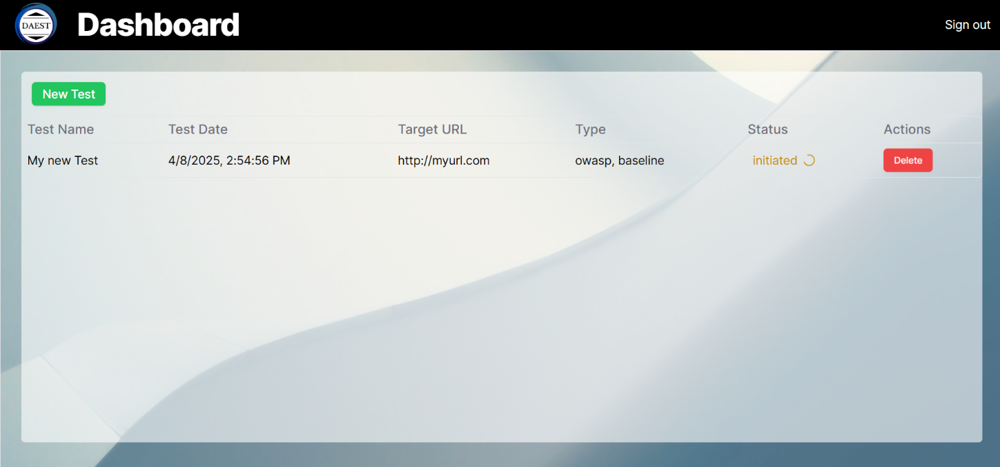 DAEST
Dashboard
Sign out
New Test
Test Name Test Date Target URL Type Status Actions
My new Test 4/8/2025, 2:54:56 PM http://myurl.com owasp, baseline initiated Delete